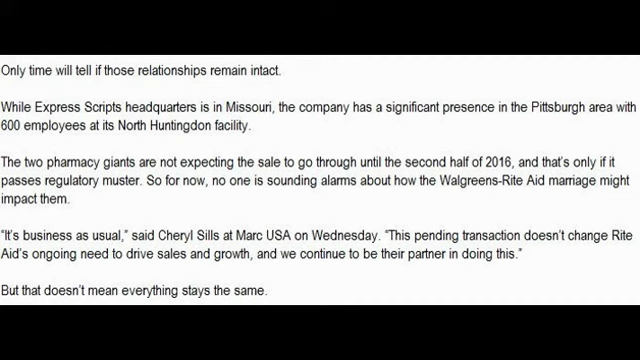 Only time will tell if those relationships remain intact.
While Express Scripts headquarters is in Missouri, the company has a significant presence in the Pittsburgh area with
600 employees at its North Huntingdon facility.
The two pharmacy giants are not expecting the sale to go through until the second half of 2016, and that's only if it
passes regulatory muster. So for now, no one is sounding alarms about how the Walgreens-Rite Aid marriage might
impact them.
“It's business as usual,” said Cheryl Sills at Marc USA on Wednesday. “This pending transaction doesn't change Rite
Aid's ongoing need to drive sales and growth, and we continue to be their partner in doing this.”
But that doesn't mean everything stays the same.